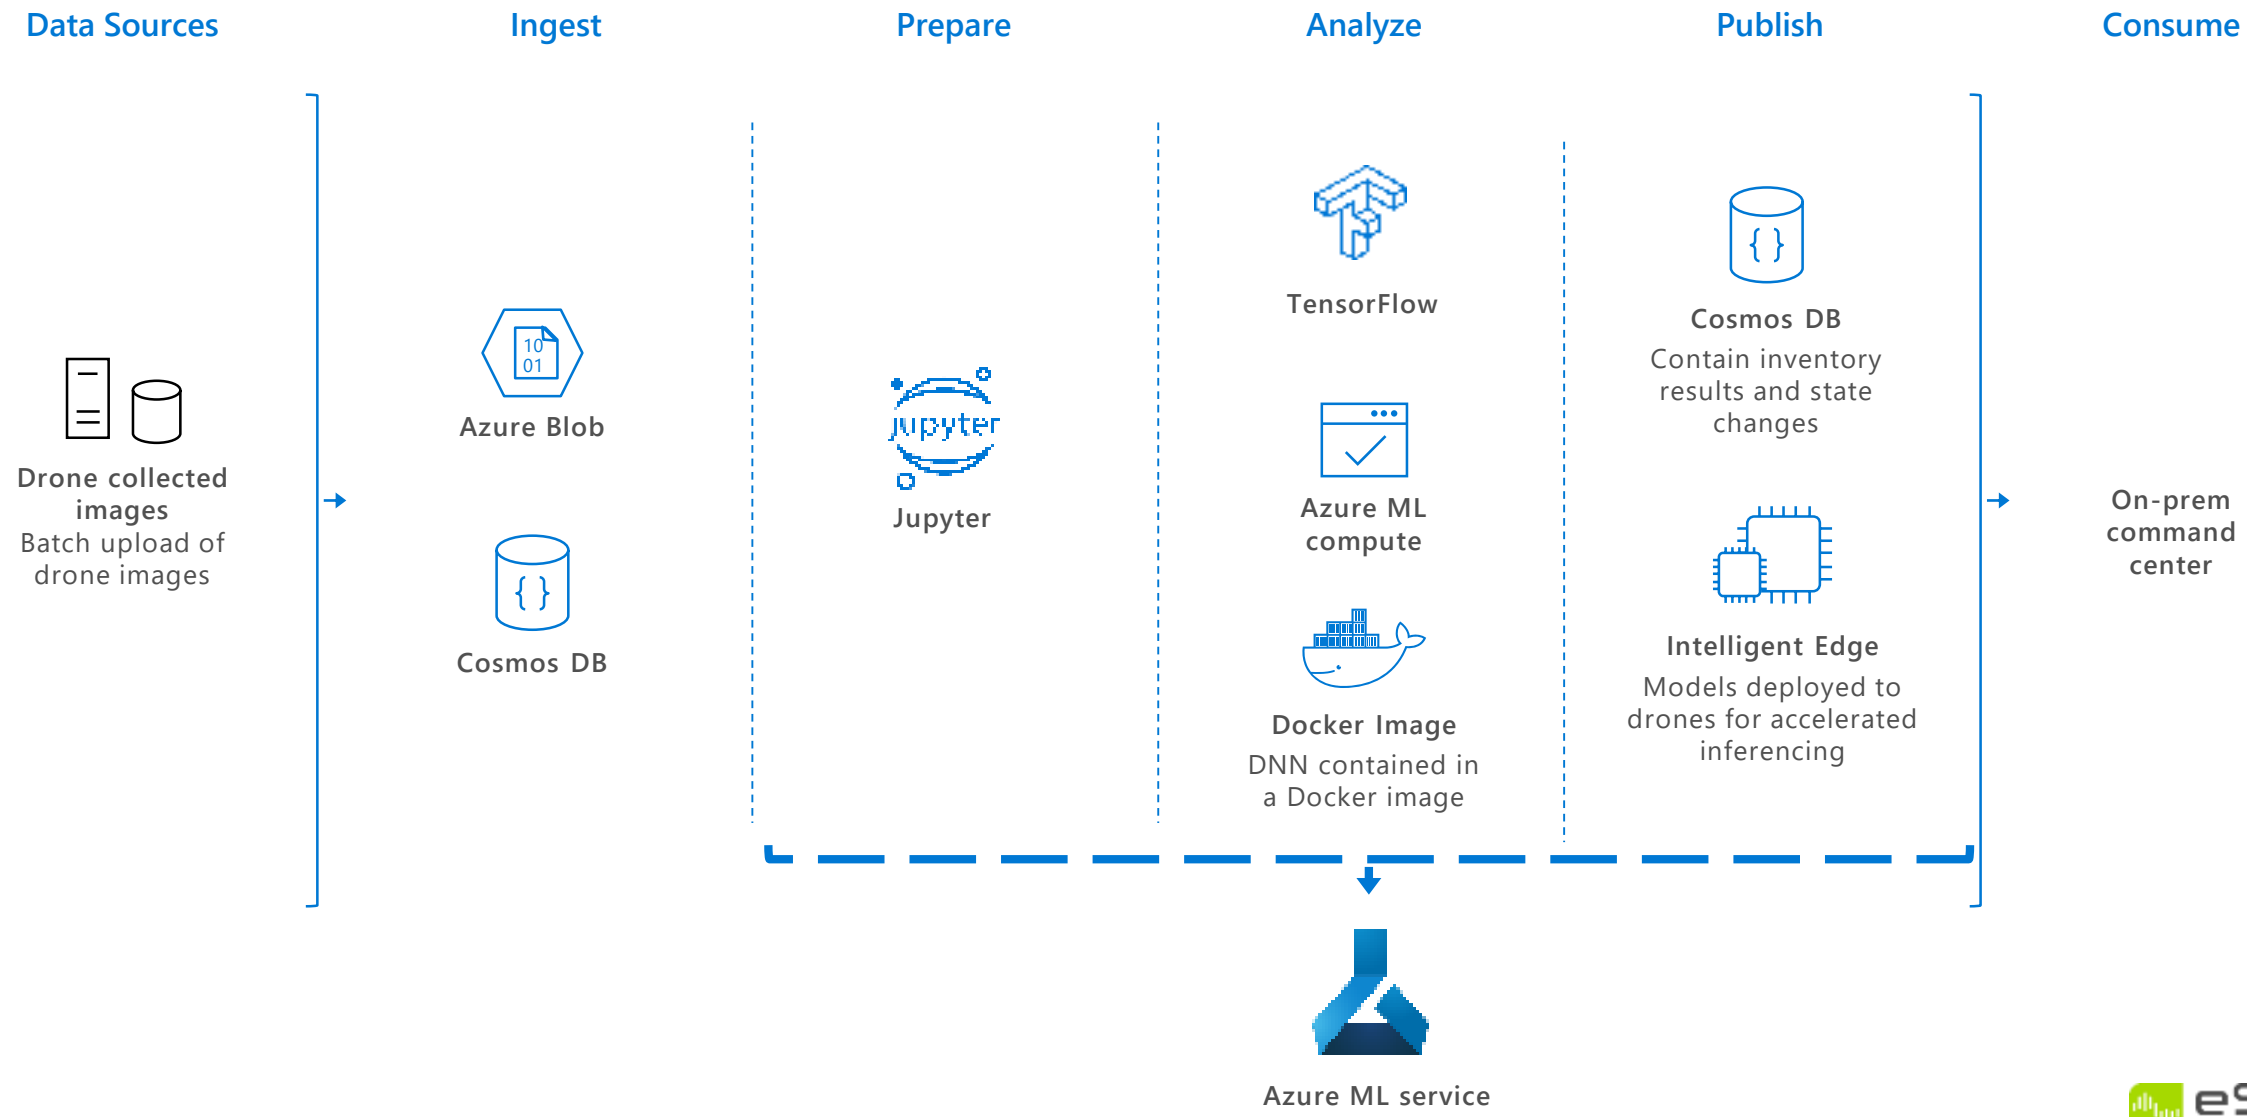 Data Sources
Ingest
Prepare
Analyze
Publish
Consume
Drone collected
images
Batch upload of
drone images
10
01
Azure Blob
{ }
Cosmos DB
jupyter
Jupyter
TensorFlow
Azure ML
compute
Docker Image
DNN contained in
a Docker image
{ }
Cosmos DB
Contain inventory
results and state
changes
Intelligent Edge
Models deployed to
drones for accelerated
inferencing
On-prem
command
center
Azure ML service